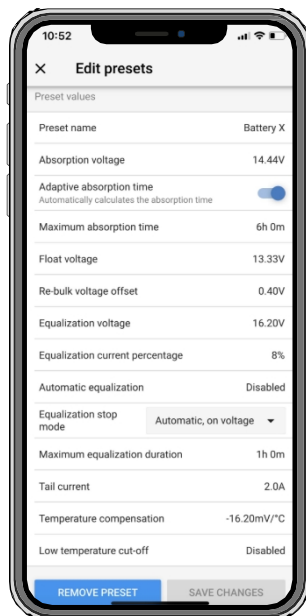 10:52
× Edit presets
Preset values
Preset name Battery X
Absorption voltage 14.44V
Adaptive absorption time
Automatically calculates the absorption time
Maximum absorption time 6h 0m
Float voltage 13.33V
Re-bulk voltage offset 0.40V
Equalization voltage 16.20V
Equalization current percentage 8%
Automatic equalization Disabled
Equalization stop
mode Automatic, on voltage
Maximum equalization duration 1h 0m
Tail current 2.0A
Temperature compensation -16.20mV/°C
Low temperature cut-off Disabled
REMOVE PRESET SAVE CHANGES